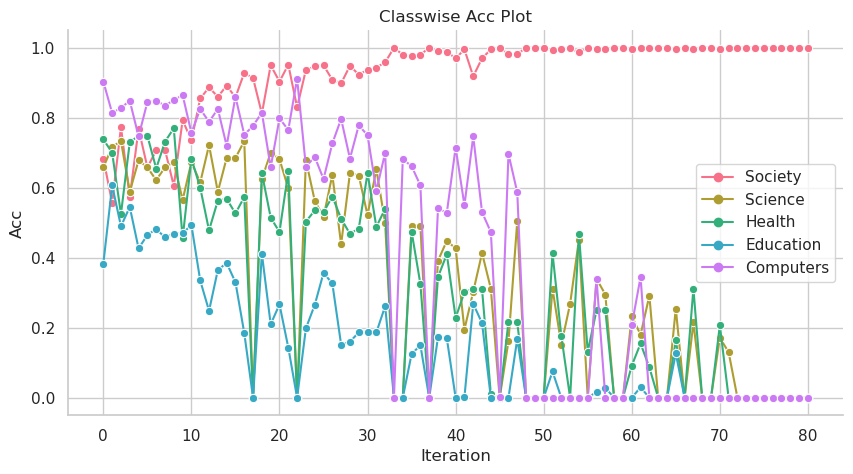 Classwise Acc Plot
1.0
0.8
0.6
0.4
0.2
0.0
Acc
Society
Science
Health
Education
Computers
0 10 20 30 40 50 60 70 80
Iteration